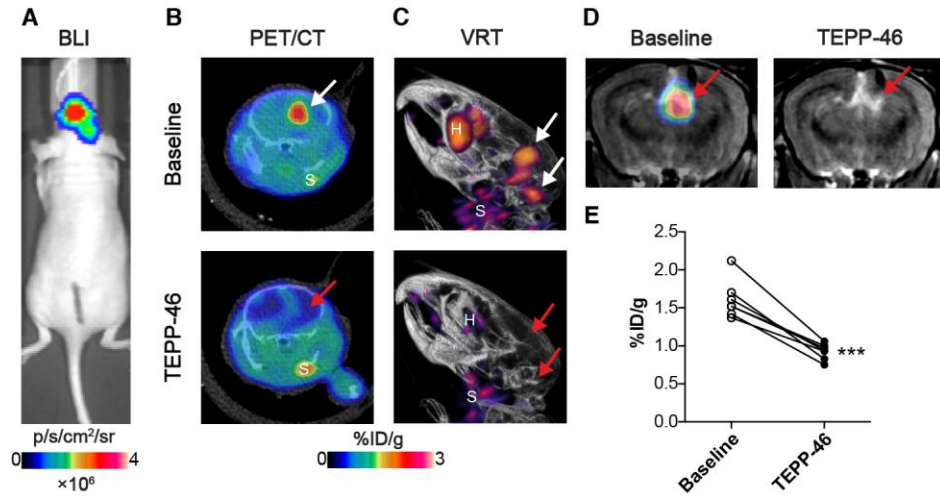 A
BLI
B
PET/CT
C
VRT
D
Baseline
TEPP-46
Baseline
S
H
S
TEPP-46
S
H
S
p/s/cm²/sr
0
4
×10⁶
%ID/g
0
3
E
%ID/g
2.5
2.0
1.5
1.0
0.5
0.0
***
Baseline
TEPP-46